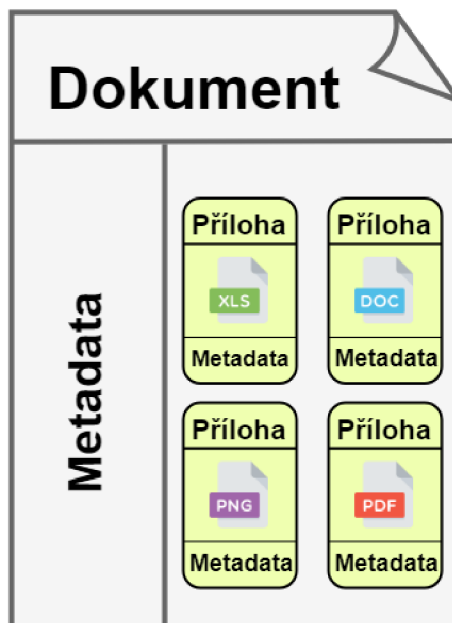 Dokument
Metadata
Příloha
XLS
Metadata
Příloha
DOC
Metadata
Příloha
PNG
Metadata
Příloha
PDF
Metadata